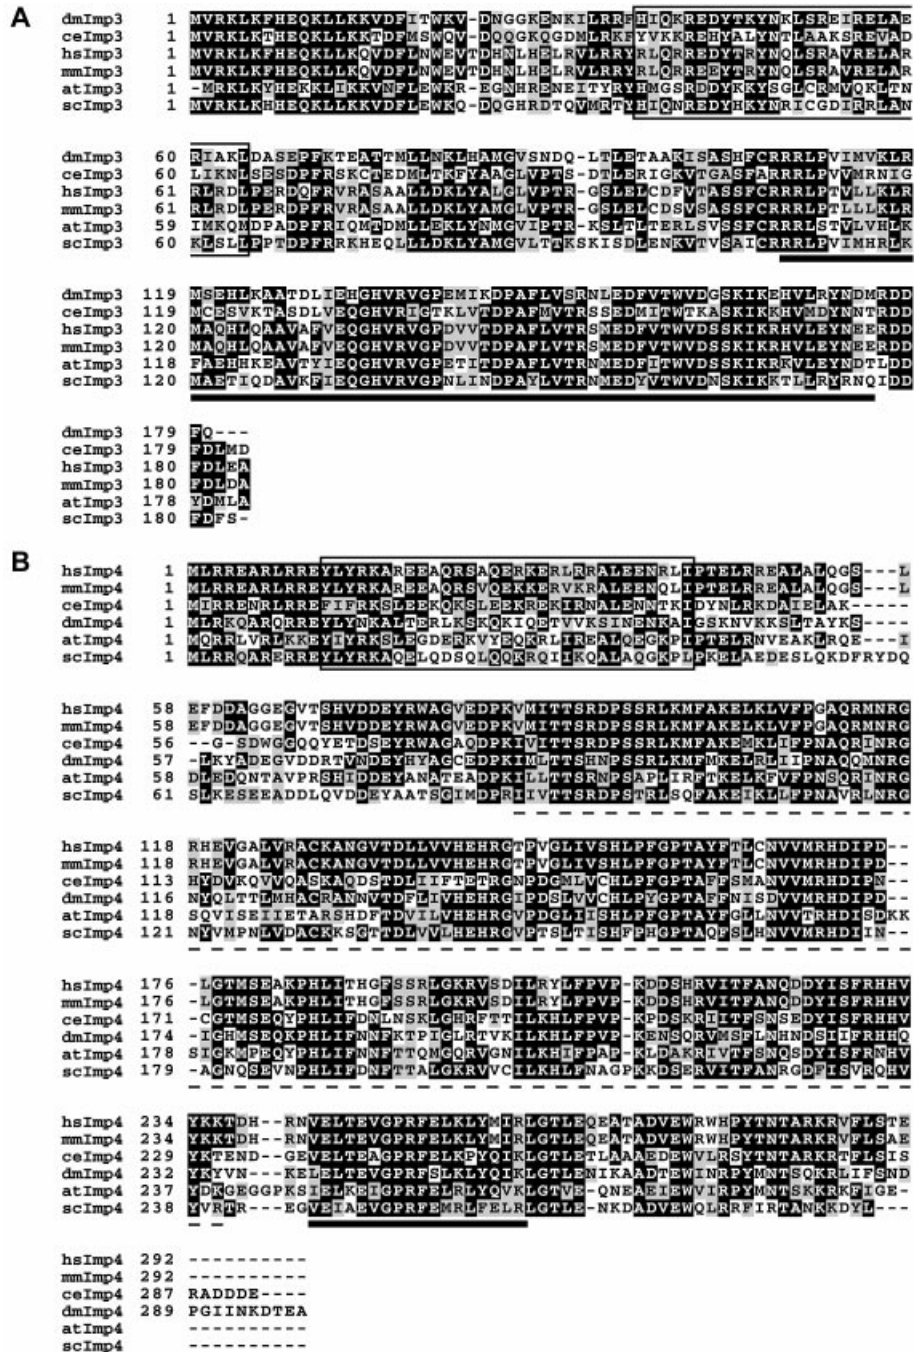 A
dmImp3 1 MVRKLKFHEQKLLKKVDFITWKV-DNGGKENKILRRFHIQKREDYTKYNKLSREIRELAE
ceImp3 1 MVRKLKTHEQKLLKKTDFMSWQV-DQQGKQGDMLRKFYVKKREHYALYNTLAAKSREVAD
hsImp3 1 MVRKLKFHEQKLLKQVDFLNWEVTDHNLHELRVLRRYRLQRREDYTRYNQLSRAVRELAR
mmImp3 1 MVRKLKFHEQKLLKQVDFLNWEVTDHNLHELRVLRRYRLQRREEYTRYNQLSRAVRELAR
atImp3 1 -MRKLKYHEKKLIKKVNFLEWKR-EGNHRENEITYRYHMGSRDDYKKYSGLCRMVQKLTN
scImp3 1 MVRKLKHHEQKLLKKVDFLEWKQ-DQGHRDTQVMRTYHIQNREDYHKYNRICGDIRRLAN
dmImp3 60 RIAKLDASEPFKTEATTMLLNKLHAMGVSNDQ-LTLETAAKISASHFCRRRLPVIMVKLR
ceImp3 60 LIKNLSESDPFRSKCTEDMLTKFYAAGLVPTS-DTLERIGKVTGASFARRRLPVVMRNIG
hsImp3 61 RLRDLPERDQFRVRASAALLDKLYALGLVPTR-GSLELCDFVTASSFCRRRLPTVLLKLR
mmImp3 61 RLRDLPERDPFRVRASAALLDKLYAMGLVPTR-GSLELCDSVSASSFCRRRLPTLLLKLR
atImp3 59 IMKQMDPADPFRIQMTDMLLEKLYNMGVIPTR-KSLTLTERLSVSSFCRRRLSTVLVHLK
scImp3 60 KLSLLPPTDPFRRKHEQLLLDKLYAMGVLTTKSKISDLENKVTVSAICRRRLPVIMHRLK
dmImp3 119 MSEHLKAATDLIEHGHVRVGPEMIKDPAFLVSRNLEDFVTWVDGSKIKEHVLRYNDMRDD
ceImp3 119 MCESVKTASDLVEQGHVRIGTKLVTDPAFMVTRSSEDMITWTKASKIKKHVMDYNNTRDD
hsImp3 120 MAQHLQAAVAFVEQGHVRVGPDVVTDPAFLVTRSMEDFVTWVDSSKIKRHVLEYNEERDD
mmImp3 120 MAQHLQAAVAFVEQGHVRVGPDVVTDPAFLVTRSMEDFVTWVDSSKIKRHVLEYNEERDD
atImp3 118 FAEHHKEAVTYIEQGHVRVGPETITDPAFLVTRNMEDFITWVDSSKIKRKVLEYNDTLDD
scImp3 120 MAETIQDAVKFIEQGHVRVGPNLINDPAYLVTRNMEDYVTWVDNSKIKKTLLRYRNQIDD
dmImp3 179 FQ---
ceImp3 179 FDLMD
hsImp3 180 FDLEA
mmImp3 180 FDLDA
atImp3 178 YDMLA
scImp3 180 FDFS-
B
hsImp4 1 MLRREARLRREYLYRKAREEAQRSAQERKERLRRALEENRLIPTELRREALALQGS---L
mmImp4 1 MLRREARLRREYLYRKAREEAQRSVQEKKERVKRALEENQLIPTELRREALALQGS---L
ceImp4 1 MIRRENRLRREFIFRKSLEEKQKSLEEKREKIRNALENNTKIDYNLRKDAIELAK-----
dmImp4 1 MLRKQARQRREYLYNKALTERLKSKQKIQETVVKSINENKAIGSKNVKKSLTAYKS----
atImp4 1 MQRRLVRLKKEYIYRKSLEGDERKVYEQKRLIREALQEGKPIPTELRNVEAKLRQE---I
scImp4 1 MLRRQARERREYLYRKAQELQDSQLQQKRQIIKQALAQGKPLPKELAEDESLQKDFRYDQ
hsImp4 58 EFDDAGGEGVTSHVDDEYRWAGVEDPKVMITTSRDPSSRLKMFAKELKLVFPGAQRMNRG
mmImp4 58 EFDDAGGEGVTSHVDDEYRWAGVEDPKVMITTSRDPSSRLKMFAKELKLVFPGAQRMNRG
ceImp4 56 --G-SDWGGQQYETDSEYRWAGAQDPKIVITTSRDPSSRLKMFAKEMKLIFPNAQRINRG
dmImp4 57 -LKYADEGVDDRTVNDEYHYAGCEDPKIMLTTSHNPSSRLKMFMKELRLIIPNAQQMNRG
atImp4 58 DLEDQNTAVPRSHIDDEYANATEADPKILLTTSRNPSAPLIRFTKELKFVFPNSQRINRG
scImp4 61 SLKESEEADDLQVDDEYAATSGIMDPRIIVTTSRDPSTRLSQFAKEIKLLFPNAVRLNRG
hsImp4 118 RHEVGALVRACKANGVTDLLVVHEHRGTPVGLIVSHLPFGPTAYFTLCNVVMRHDIPD--
mmImp4 118 RHEVGALVRACKANGVTDLLVVHEHRGTPVGLIVSHLPFGPTAYFTLCNVVMRHDIPD--
ceImp4 113 HYDVKQVVQASKAQDSTDLIIFTETRGNPDGMLVCHLPFGPTAFFSMANVVMRHDIPN--
dmImp4 116 NYQLTTLMHACRANNVTDFLIVHEHRGIPDSLVVCHLPYGPTAFFNISDVVMRHDIPD--
atImp4 118 SQVISEIIETARSHDFTDVILVHEHRGVPDGLIISHLPFGPTAYFGLLNVVTRHDISDKK
scImp4 121 NYVMPNLVDACKKSGTTDLVVLHEHRGVPTSLTISHFPHGPTAQFSLHNVVMRHDIIN--
hsImp4 176 -LGTMSEAKPHLITHGFSSRLGKRVSDILRYLFPVP-KDDSHRVITFANQDDYISFRHHV
mmImp4 176 -LGTMSEAKPHLITHGFSSRLGKRVSDILRYLFPVP-KDDSHRVITFANQDDYISFRHHV
ceImp4 171 -CGTMSEQYPHLIFDNLNSKLGHRFTTILKHLFPVP-KPDSKRIITFSNSEDYISFRHHV
dmImp4 174 -IGHMSEQKPHLIFNNFKTPIGLRTVKILKHLFPVP-KENSQRVMSFLNHNDSIIFRHHQ
atImp4 178 SIGKMPEQYPHLIFNNFTTQMGQRVGNILKHIFPAP-KLDAKRIVTFSNQSDYISFRNHV
scImp4 179 -AGNQSEVNPHLIFDNFTTALGKRVVCILKHLFNAGPKKDSERVITFANRGDFISVRQHV
hsImp4 234 YKKTDH--RNVELTEVGPRFELKLYMIRLGTLEQEATADVEWRWHPYTNTARKRVFLSTE
mmImp4 234 YKKTDH--RNVELTEVGPRFELKLYMIRLGTLEQEATADVEWRWHPYTNTARKRVFLSAE
ceImp4 229 YKTEND--GEVELTEAGPRFELKPYQIKLGTLETLAAAEDEWVLRSYTNTARKRTFLSIS
dmImp4 234 YKYVN---KELELTEVGPRFSLKLYQIKLGTLENIKAADTEWINRPYMNTSQKRLIFSND
atImp4 237 YDKGEGGPKSIELKEIGPRFELRLYQVKLGTVE-QNEAEIEWVIRPYMNTSKKRKFIGE-
scImp4 238 YVRTR---EGVEIAEVGPRFEMRLFELRLGTLE-NKDADVEWQLRRFIRTANKKDYL---
hsImp4 292 ----------
mmImp4 292 ----------
ceImp4 287 RADDDE----
dmImp4 289 PGIINKDTEA
atImp4 ----------
scImp4 ----------